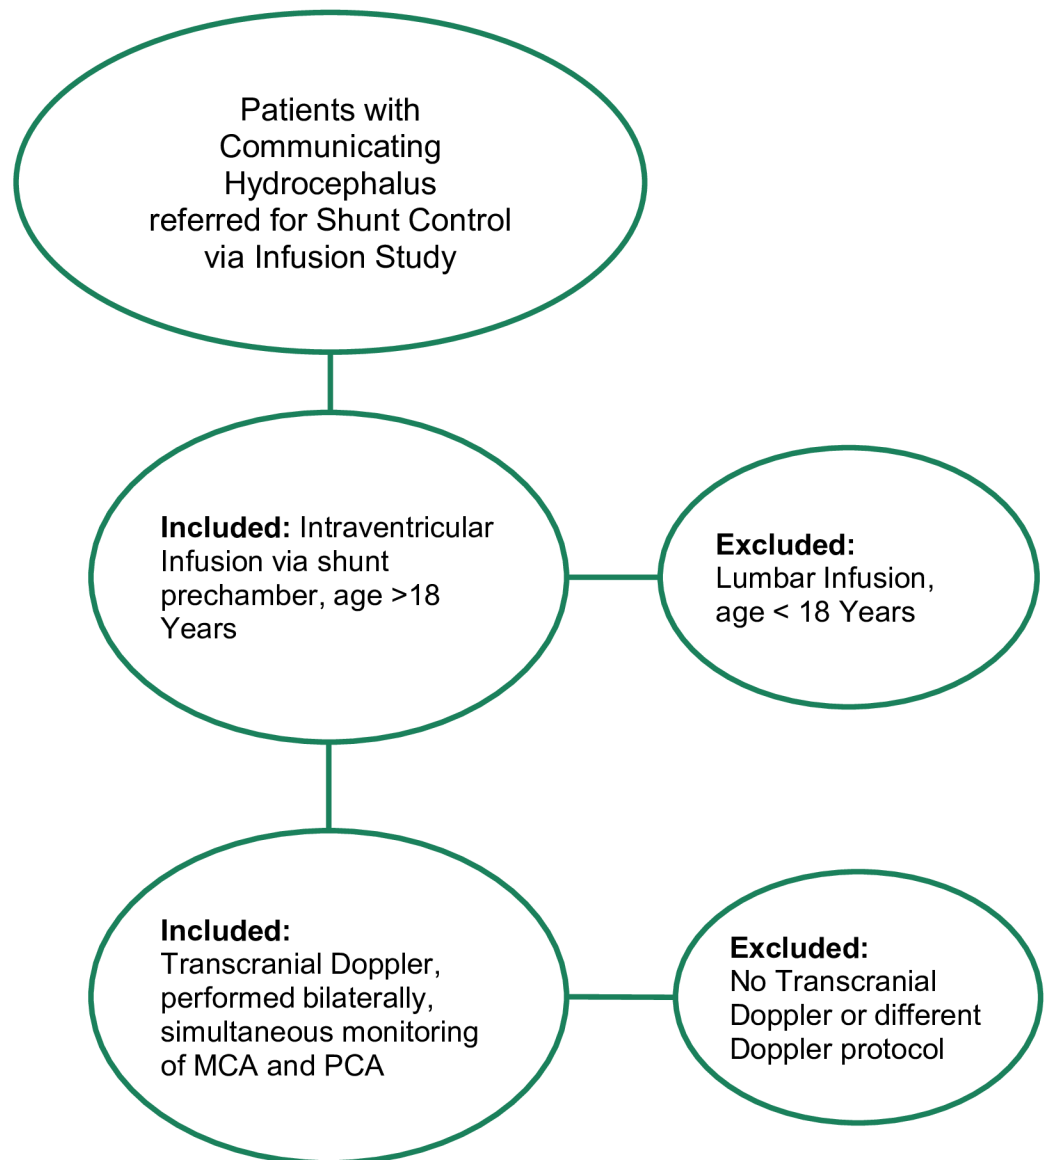 Patients with
Communicating
Hydrocephalus
referred for Shunt Control
via Infusion Study
Included: Intraventricular
Infusion via shunt
prechamber, age >18
Years
Excluded:
Lumbar Infusion,
age < 18 Years
Included:
Transcranial Doppler,
performed bilaterally,
simultaneous monitoring
of MCA and PCA
Excluded:
No Transcranial
Doppler or different
Doppler protocol